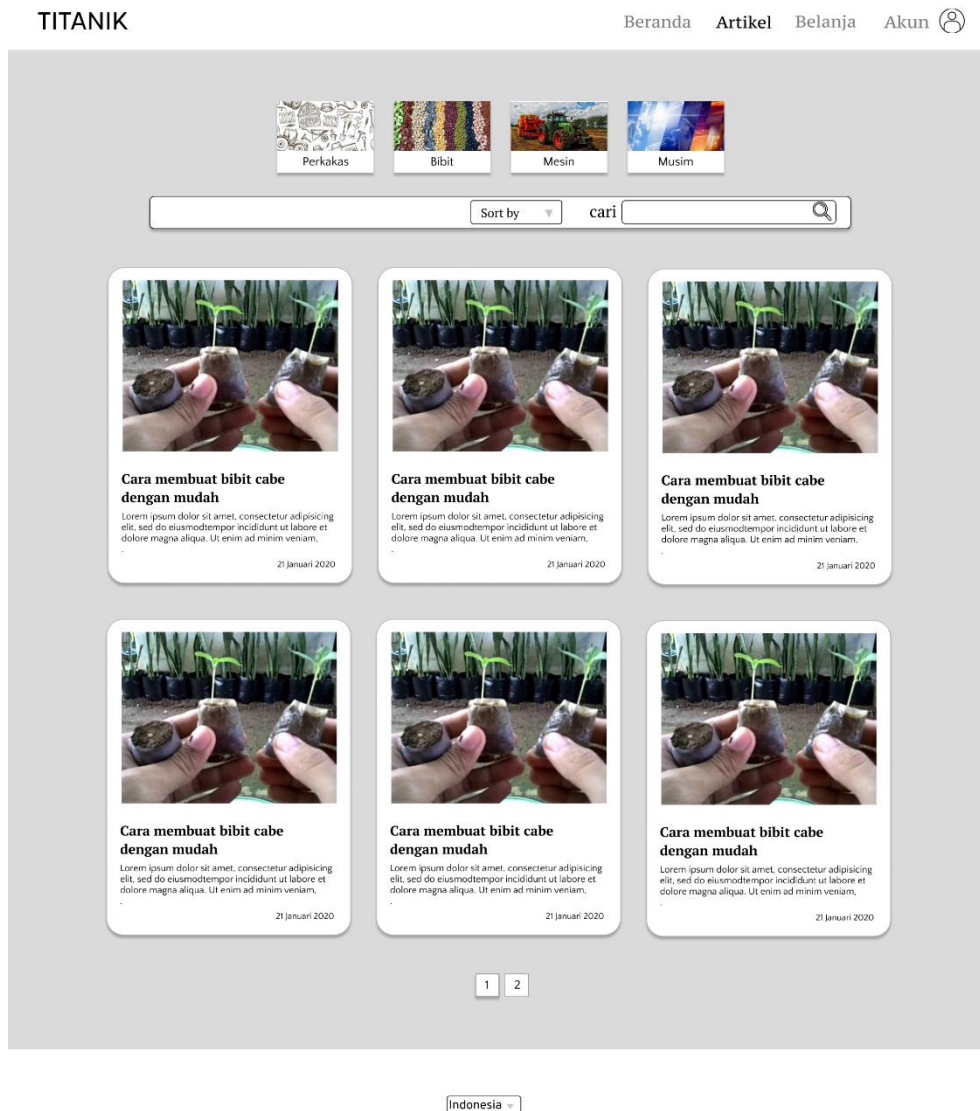 TITANIK
Beranda Artikel Belanja Akun
Perkakas Bibit Mesin Musim
Sort by cari
Cara membuat bibit cabe
dengan mudah
Lorem ipsum dolor sit amet, consectetur adipisicing
elit, sed do eiusmodtempor incididunt ut labore et
dolore magna aliqua. Ut enim ad minim veniam,
.
21 Januari 2020
Cara membuat bibit cabe
dengan mudah
Lorem ipsum dolor sit amet, consectetur adipisicing
elit, sed do eiusmodtempor incididunt ut labore et
dolore magna aliqua. Ut enim ad minim veniam,
.
21 Januari 2020
Cara membuat bibit cabe
dengan mudah
Lorem ipsum dolor sit amet, consectetur adipisicing
elit, sed do eiusmodtempor incididunt ut labore et
dolore magna aliqua. Ut enim ad minim veniam,
.
21 Januari 2020
Cara membuat bibit cabe
dengan mudah
Lorem ipsum dolor sit amet, consectetur adipisicing
elit, sed do eiusmodtempor incididunt ut labore et
dolore magna aliqua. Ut enim ad minim veniam,
.
21 Januari 2020
Cara membuat bibit cabe
dengan mudah
Lorem ipsum dolor sit amet, consectetur adipisicing
elit, sed do eiusmodtempor incididunt ut labore et
dolore magna aliqua. Ut enim ad minim veniam,
.
21 Januari 2020
Cara membuat bibit cabe
dengan mudah
Lorem ipsum dolor sit amet, consectetur adipisicing
elit, sed do eiusmodtempor incididunt ut labore et
dolore magna aliqua. Ut enim ad minim veniam,
.
21 Januari 2020
1 2
Indonesia